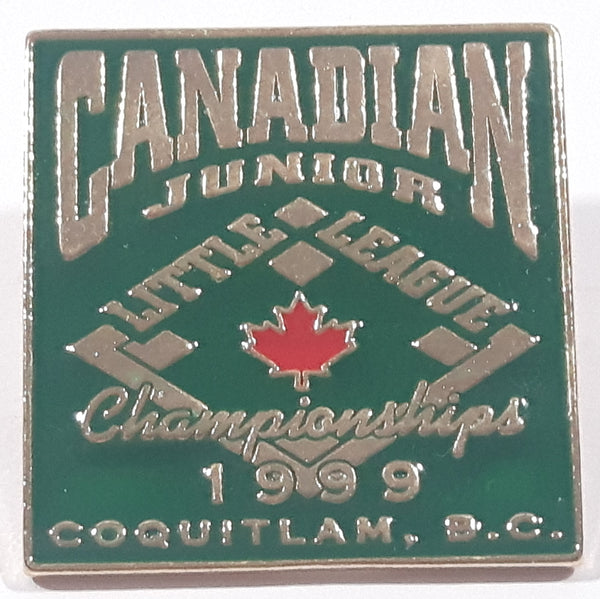 CANADIAN
JUNIOR
LITTLE LEAGUE
Championships
1999
COQUITLAM, B.C.